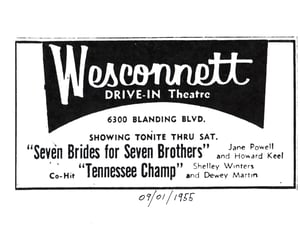 Wesconnett
DRIVE-IN Theatre
6300 BLANDING BLVD.
SHOWING TONITE THRU SAT.
"Seven Brides for Seven Brothers" Jane Powell and Howard Keel
Co-Hit "Tennessee Champ" Shelley Winters and Dewey Martin
09/01/1955